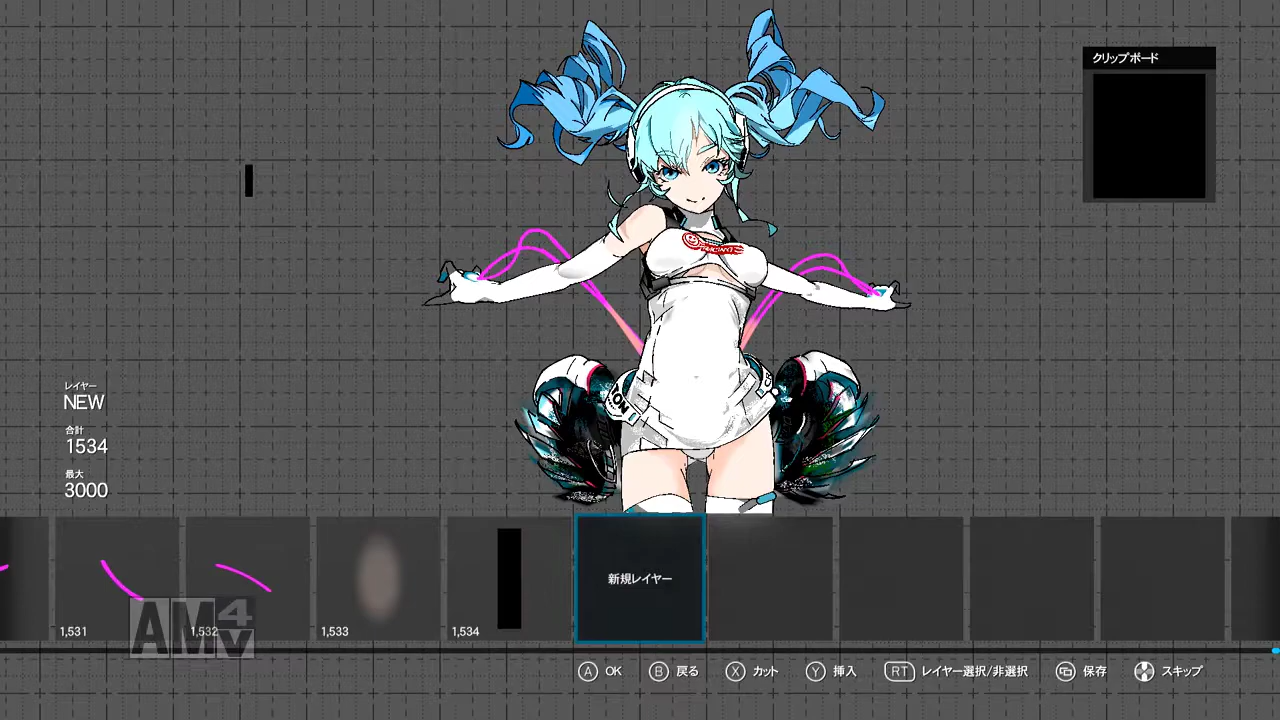 クリップボード
RACING
レイヤー
NEW
合計
1534
最大
3000
新規レイヤー
1,531
1,532
1,533
1,534
AMV4
A OK
B 戻る
X カット
Y 挿入
RT レイヤー選択/非選択
保存
スキップ